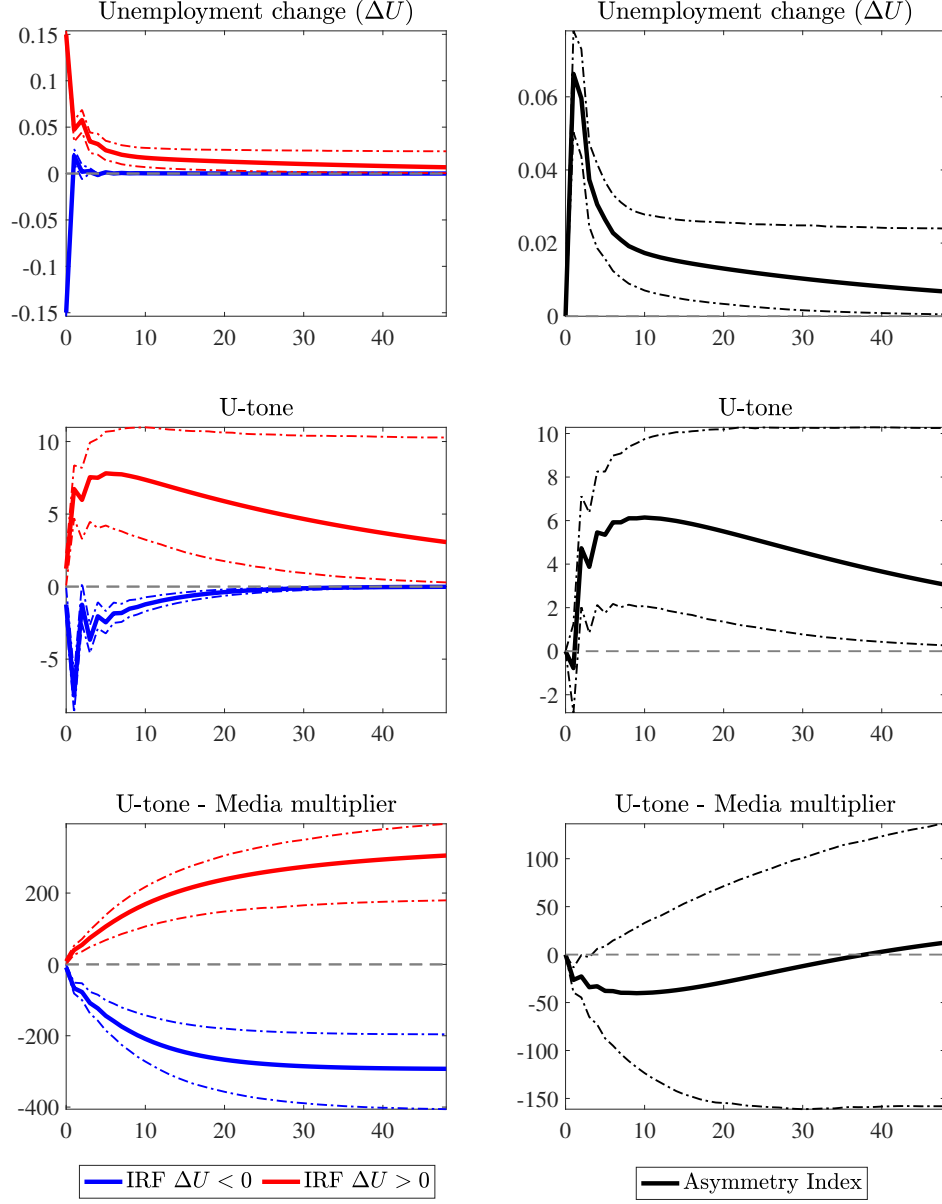 Unemployment change (ΔU)
0.15
0.1
0.05
0
-0.05
-0.1
-0.15
0 10 20 30 40
Unemployment change (ΔU)
0.06
0.04
0.02
0
0 10 20 30 40
U-tone
10
5
0
-5
0 10 20 30 40
U-tone
10
8
6
4
2
0
-2
0 10 20 30 40
U-tone - Media multiplier
200
0
-200
-400
0 10 20 30 40
U-tone - Media multiplier
100
50
0
-50
-100
-150
0 10 20 30 40
IRF ΔU < 0 IRF ΔU > 0
Asymmetry Index